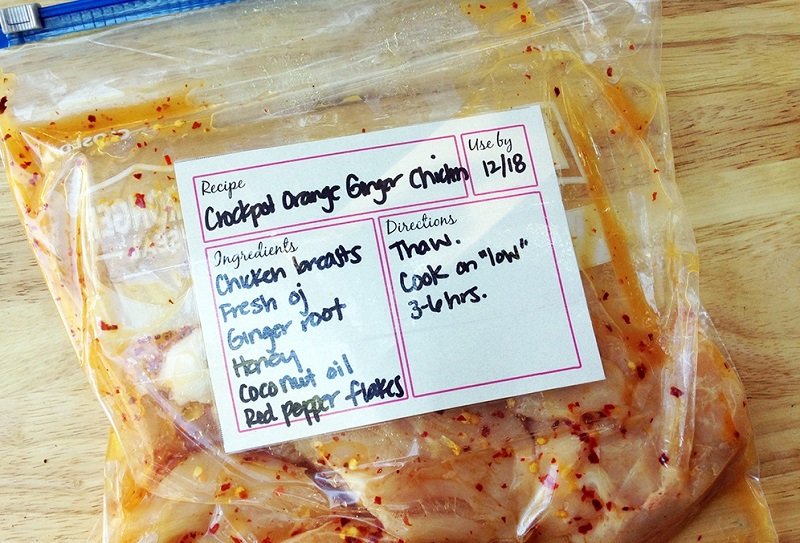 Recipe
Crockpot Orange Ginger Chicken
Use by
12/18
Ingredients
Chicken breasts
Fresh oj
Ginger root
Honey
Coconut oil
Red pepper flakes
Directions
Thaw.
Cook on "low"
3-6 hrs.